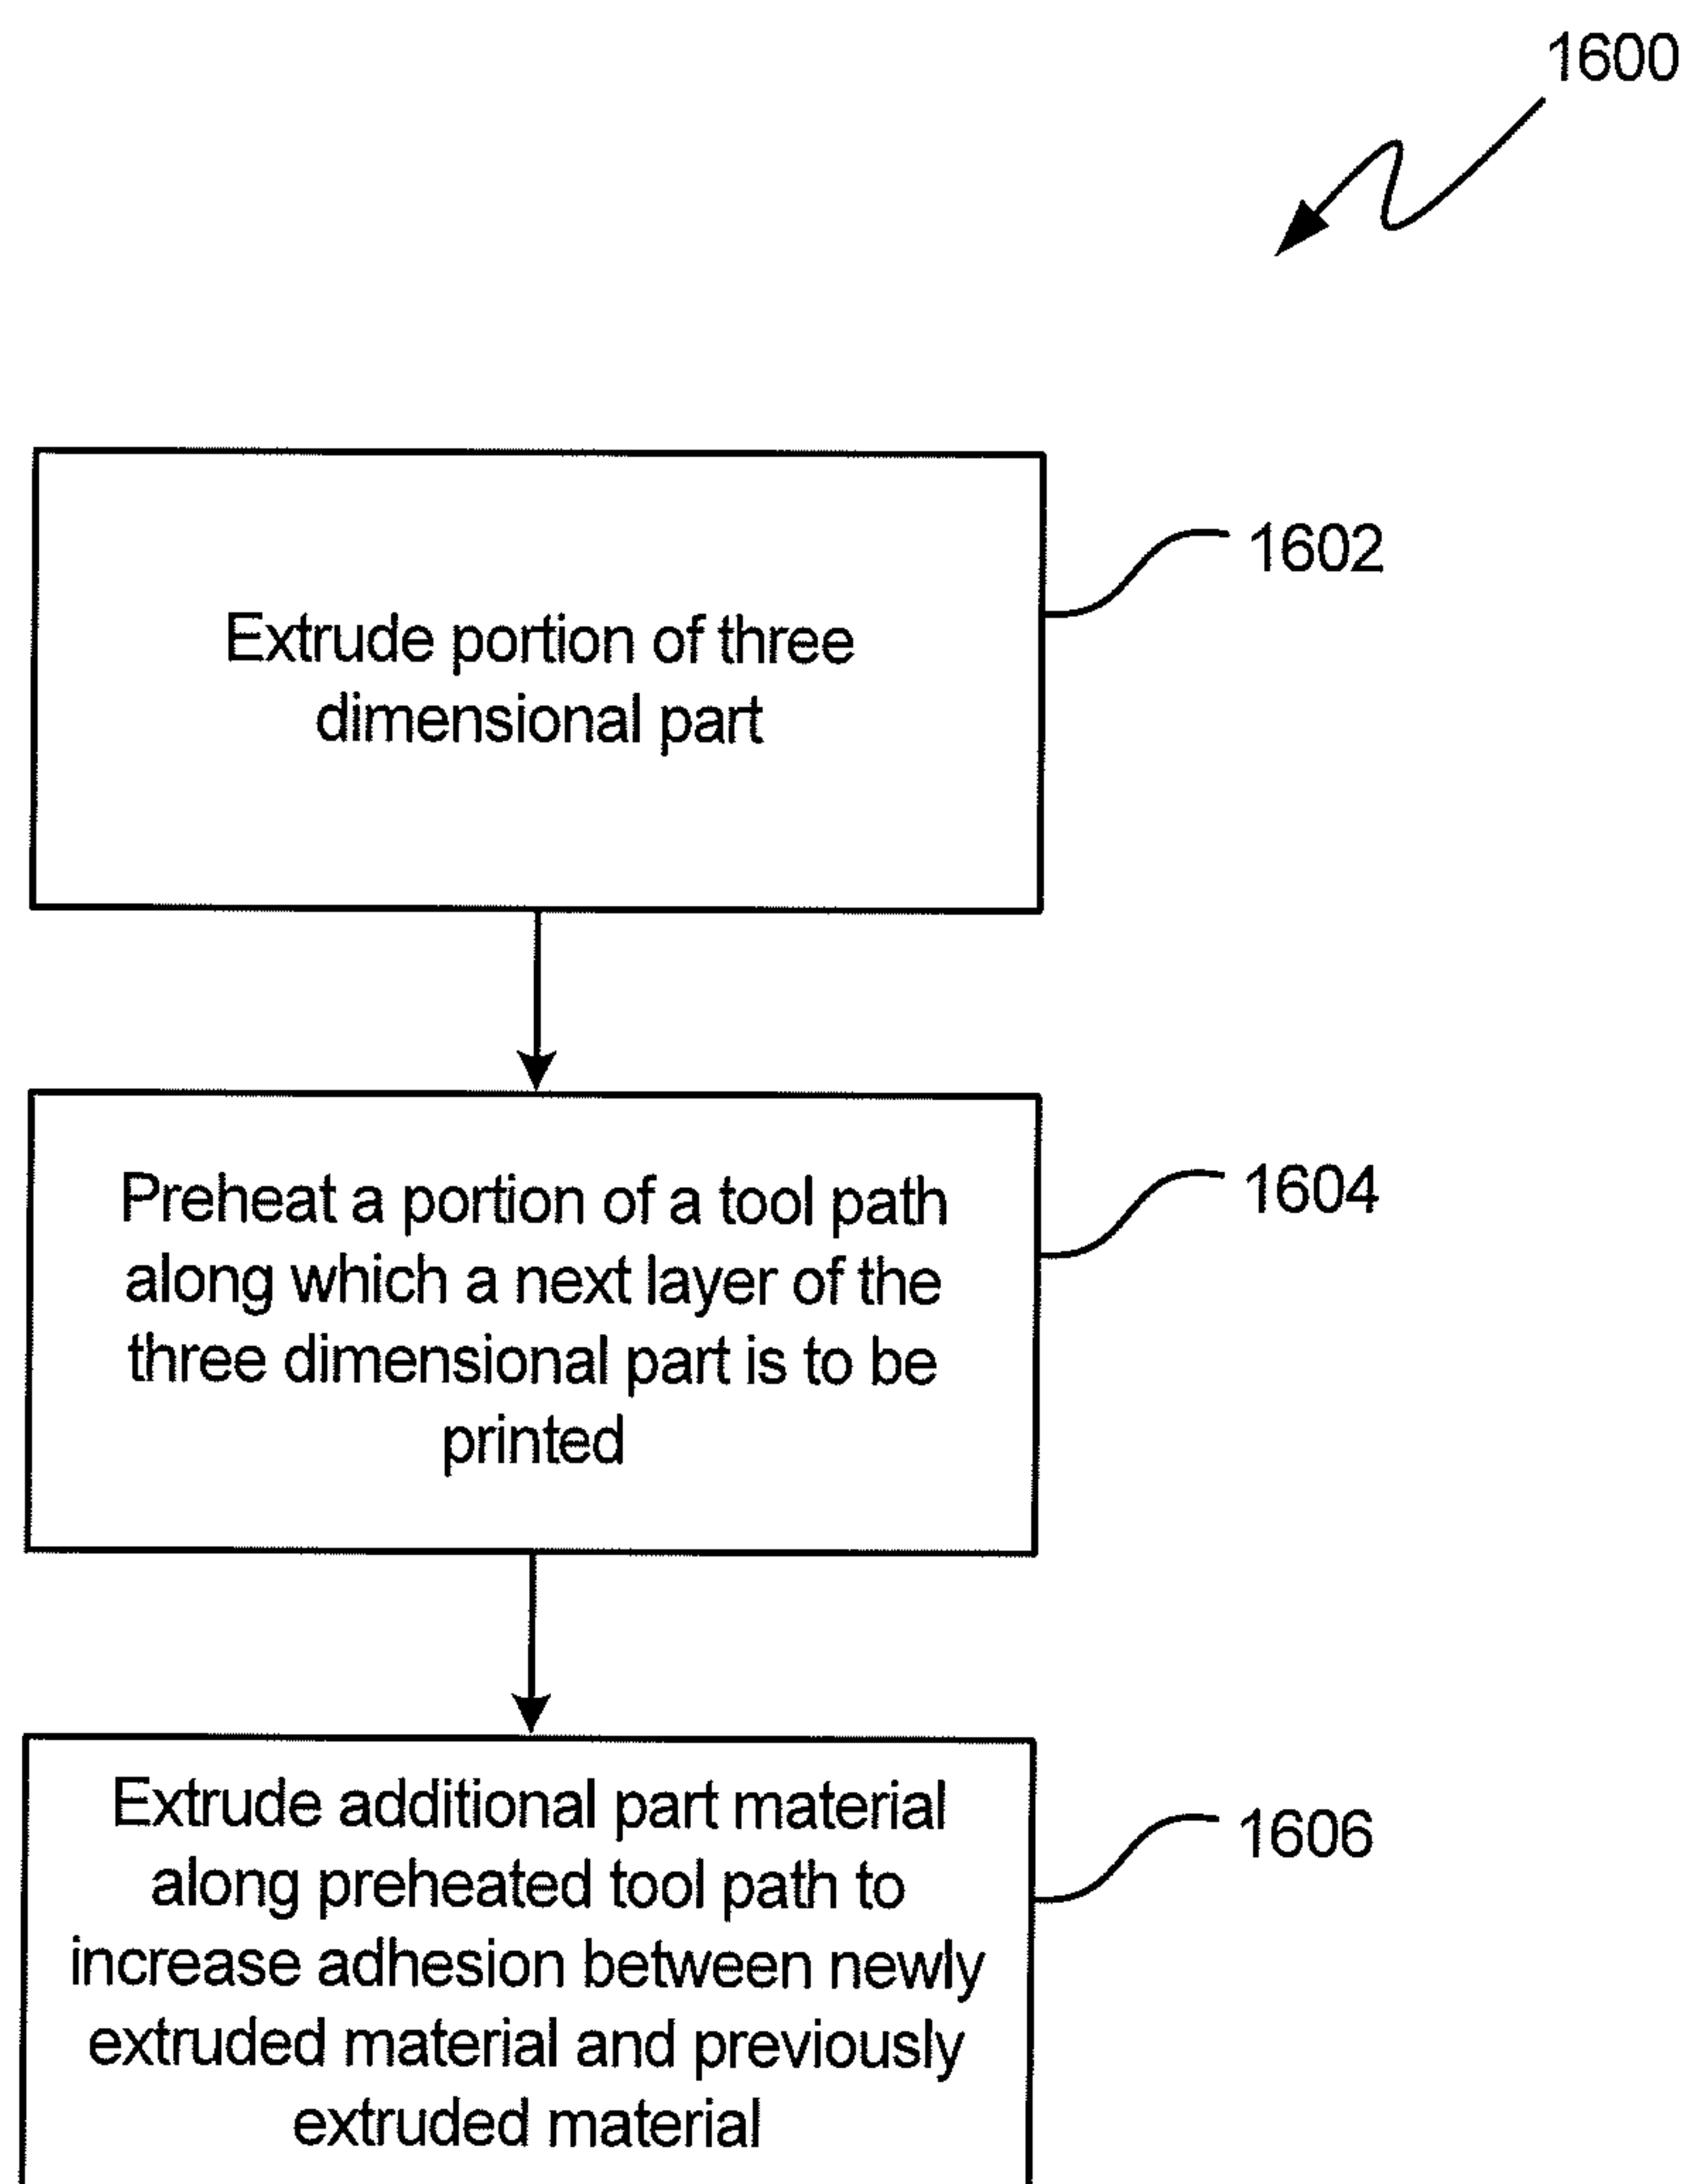 1600
Extrude portion of three
dimensional part
1602
Preheat a portion of a tool path
along which a next layer of the
three dimensional part is to be
printed
1604
Extrude additional part material
along preheated tool path to
increase adhesion between newly
extruded material and previously
extruded material
1606